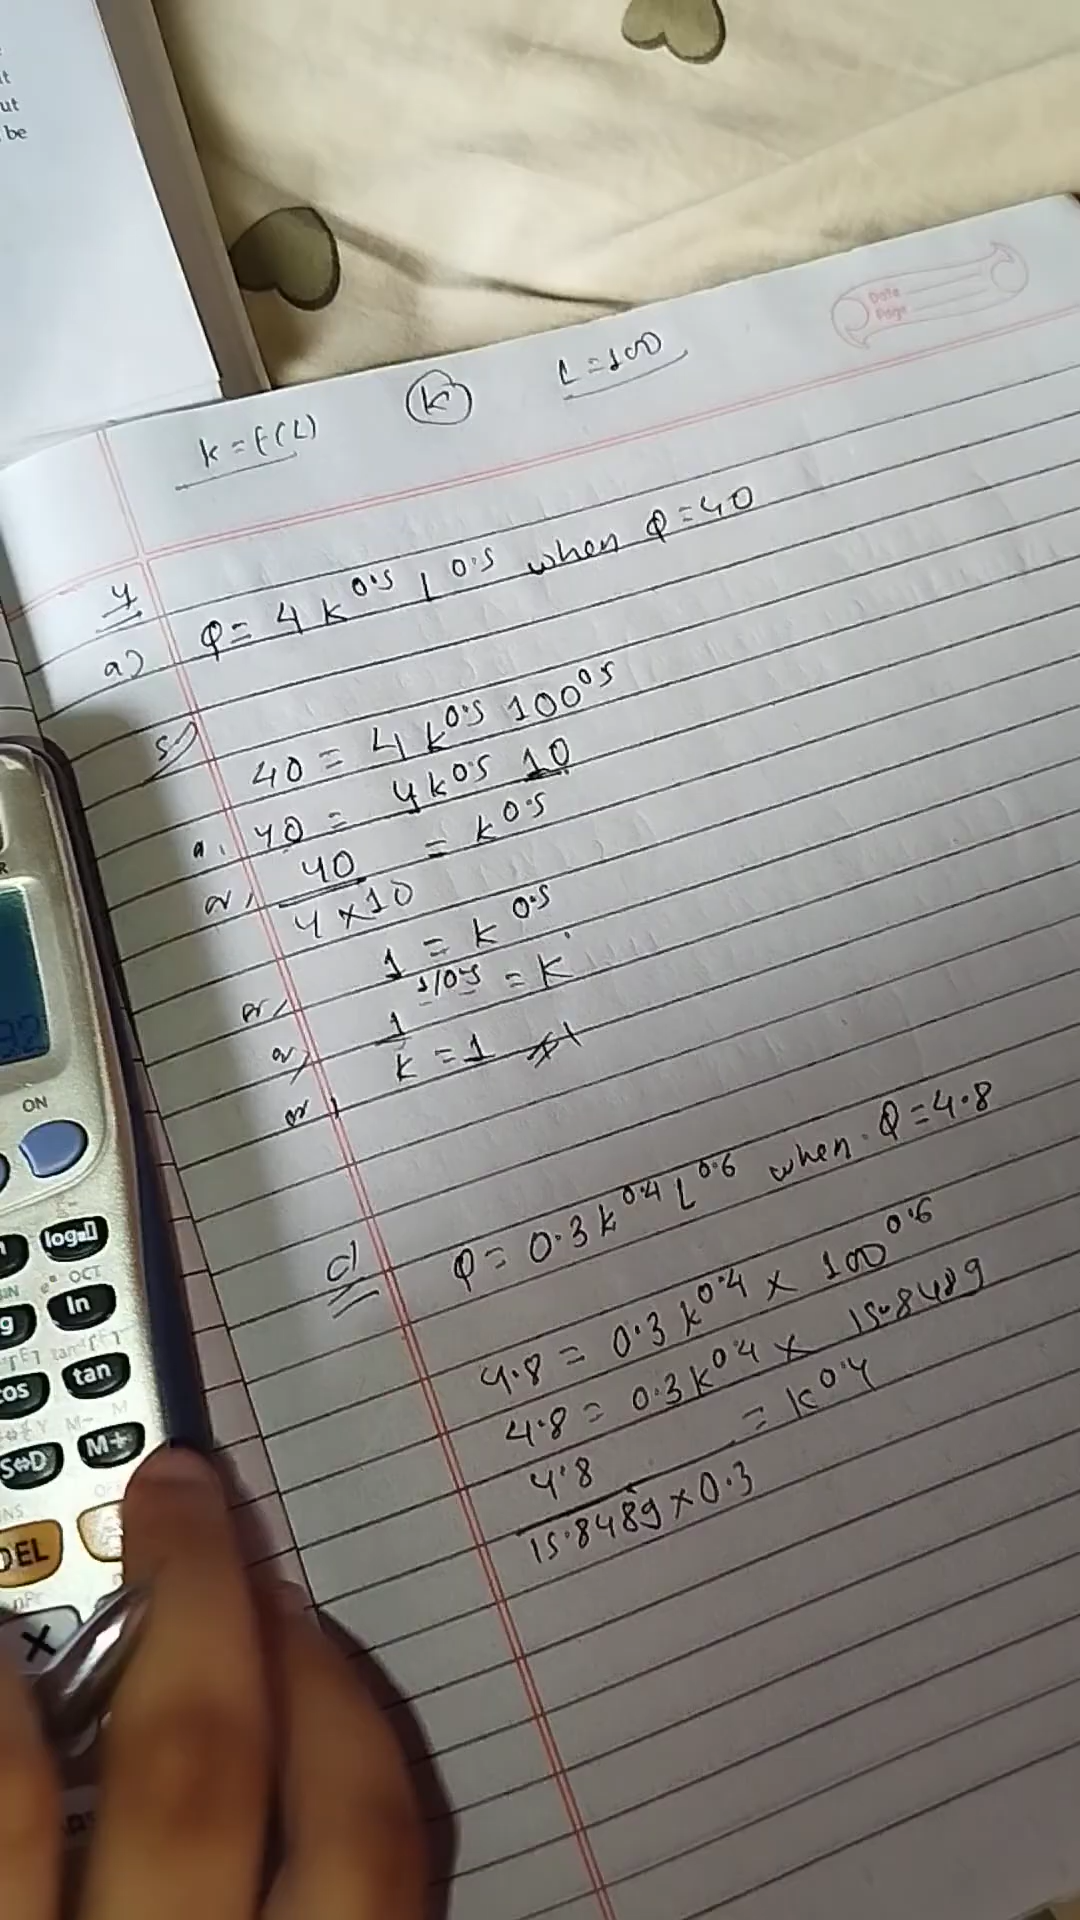 ut
be
Date
Page
k = f(L)
k
L = 100
4
a) Q = 4 K^0.5 L^0.5 when Q = 40
40 = 4 k^0.5 100^0.5
40 = 4 k^0.5 10
or, 40 / 4 × 10 = k^0.5
or, 1 = k^0.5
or, 1^1/0.5 = k
or, k = 1
d Q = 0.3 k^0.4 L^0.6 when Q = 4.8
4.8 = 0.3 k^0.4 × 100^0.6
4.8 = 0.3 k^0.4 × 15.8489
4.8 / 15.8489 × 0.3 = k^0.4
ON
log
OCT
ln
tan
cos
M-
M
S⇔D
M+
DEL
×